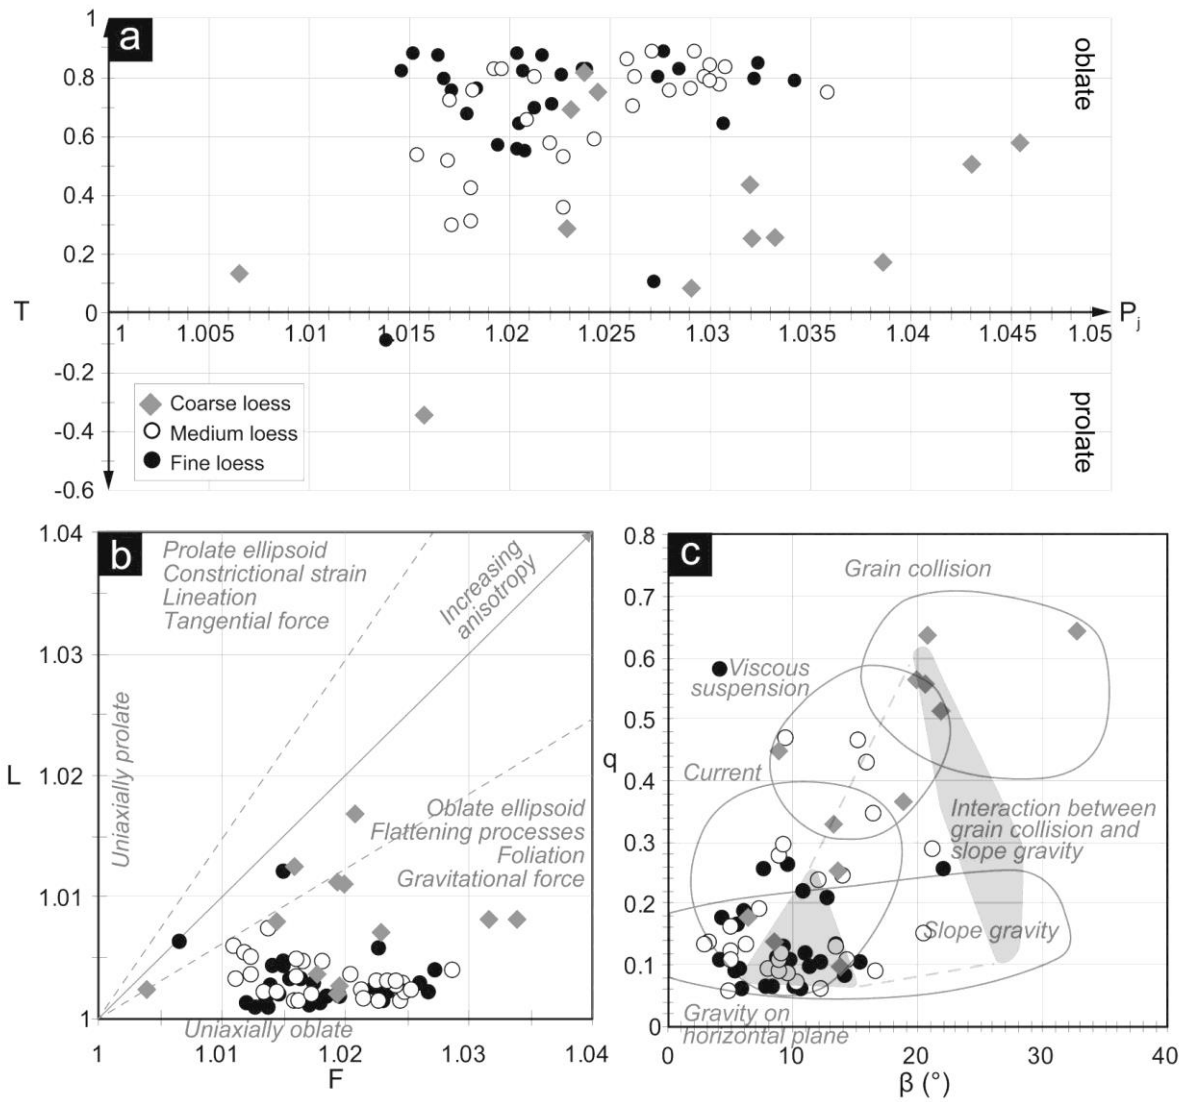 a
1
0.8
0.6
0.4
0.2
0
-0.2
-0.4
-0.6
T
1
1.005
1.01
1.015
1.02
1.025
1.03
1.035
1.04
1.045
1.05
Pj
oblate
prolate
Coarse loess
Medium loess
Fine loess
b
1.04
1.03
1.02
1.01
1
L
Prolate ellipsoid
Constrictional strain
Lineation
Tangential force
Increasing
anisotropy
Uniaxially prolate
Oblate ellipsoid
Flattening processes
Foliation
Gravitational force
Uniaxially oblate
1
1.01
1.02
1.03
1.04
F
c
0.8
0.7
0.6
0.5
0.4
0.3
0.2
0.1
0
q
Grain collision
Viscous
suspension
Current
Interaction between
grain collision and
slope gravity
Slope gravity
Gravity on
horizontal plane
0
10
20
30
40
β (°)